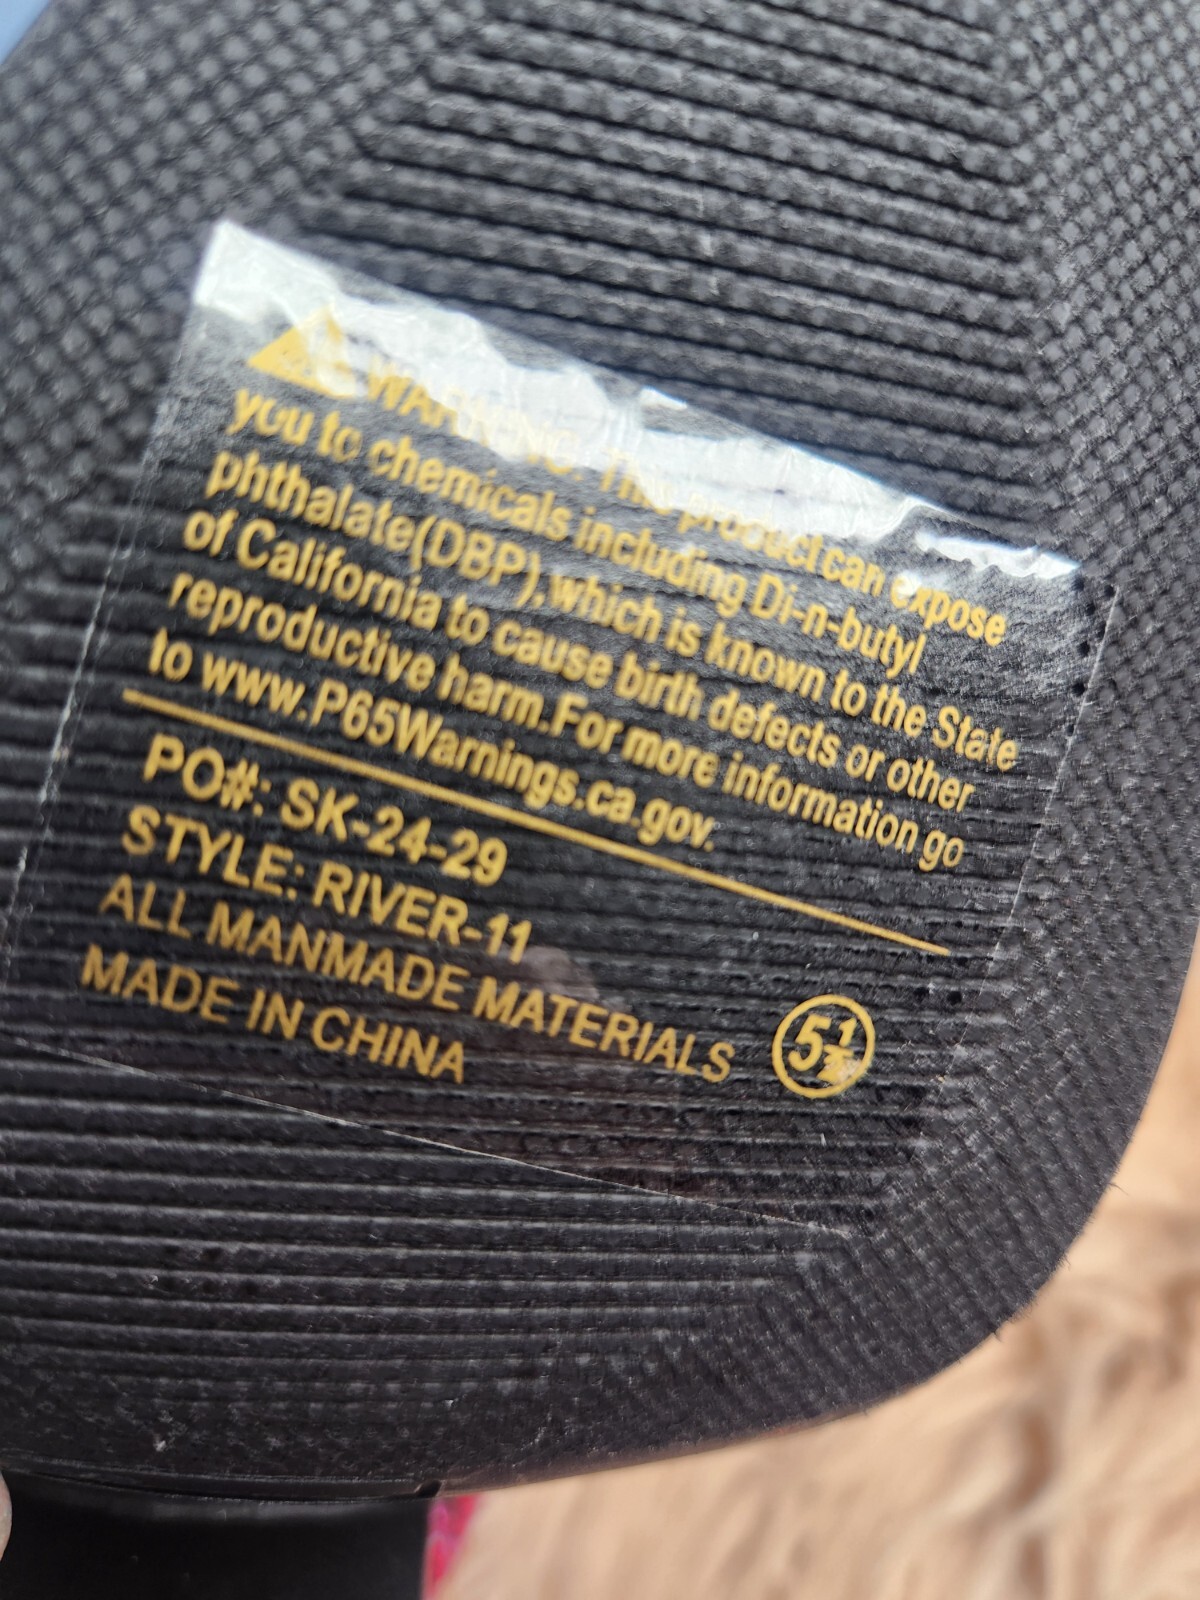 WARNING: This product can expose
you to chemicals including Di-n-butyl
phthalate(DBP),which is known to the State
of California to cause birth defects or other
reproductive harm.For more information go
to www.P65Warnings.ca.gov.
PO#: SK-24-29
STYLE: RIVER-11
ALL MANMADE MATERIALS
MADE IN CHINA
5½